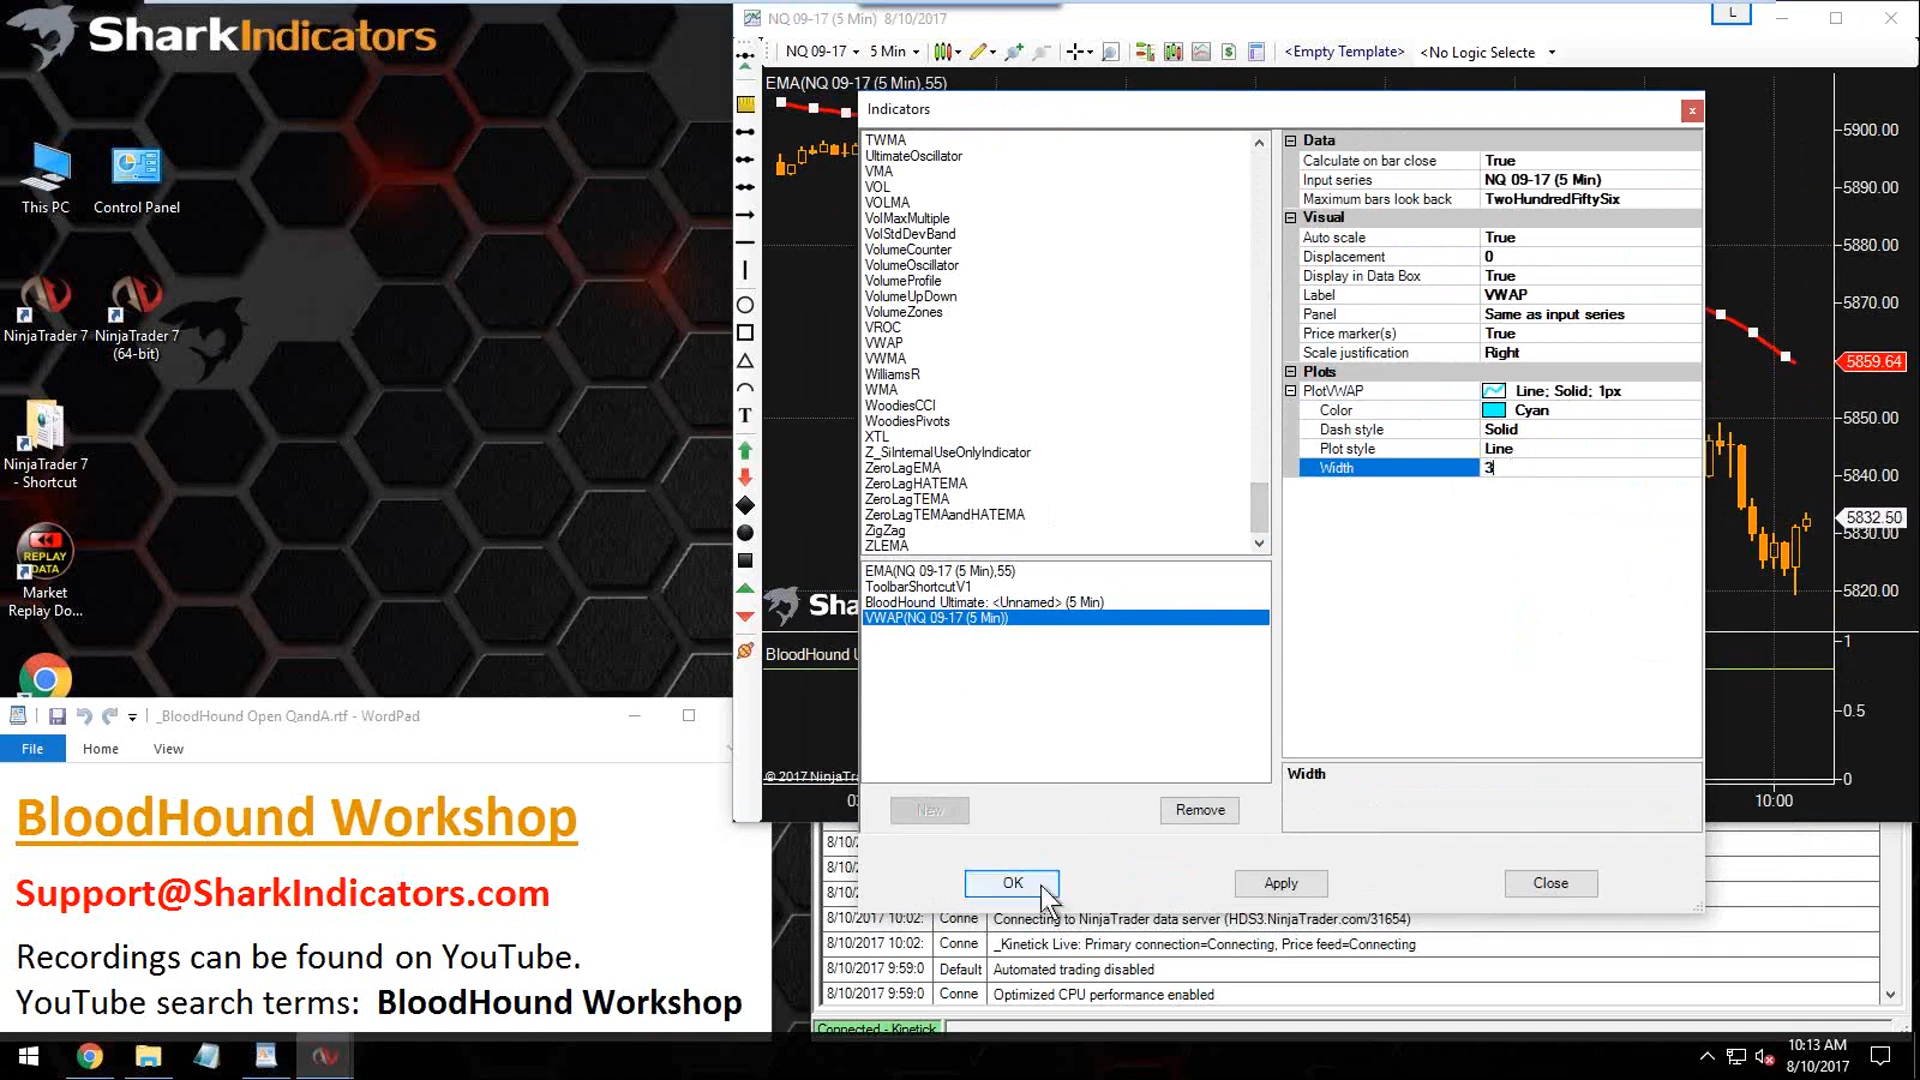 SharkIndicators
This PC
Control Panel
NinjaTrader 7
NinjaTrader 7
(64-bit)
NinjaTrader 7
- Shortcut
REPLAY
DATA
Market
Replay Do...
_BloodHound Open QandA.rtf - WordPad
File Home View
BloodHound Workshop
Support@SharkIndicators.com
Recordings can be found on YouTube.
YouTube search terms: BloodHound Workshop
NQ 09-17 (5 Min) 8/10/2017
L
NQ 09-17 5 Min <Empty Template> <No Logic Selecte
EMA(NQ 09-17 (5 Min),55)
T
Indicators
x
TWMA
UltimateOscillator
VMA
VOL
VOLMA
VolMaxMultiple
VolStdDevBand
VolumeCounter
VolumeOscillator
VolumeProfile
VolumeUpDown
VolumeZones
VROC
VWAP
VWMA
WilliamsR
WMA
WoodiesCCI
WoodiesPivots
XTL
Z_SiInternalUseOnlyIndicator
ZeroLagEMA
ZeroLagHATEMA
ZeroLagTEMA
ZeroLagTEMAandHATEMA
ZigZag
ZLEMA
EMA(NQ 09-17 (5 Min),55)
ToolbarShortcutV1
BloodHound Ultimate: <Unnamed> (5 Min)
VWAP(NQ 09-17 (5 Min))
New
Remove
Data
Calculate on bar close True
Input series NQ 09-17 (5 Min)
Maximum bars look back TwoHundredFiftySix
Visual
Auto scale True
Displacement 0
Display in Data Box True
Label VWAP
Panel Same as input series
Price marker(s) True
Scale justification Right
Plots
PlotVWAP Line; Solid; 1px
Color Cyan
Dash style Solid
Plot style Line
Width 3
Width
OK
Apply
Close
5900.00
5890.00
5880.00
5870.00
5859.64
5850.00
5840.00
5832.50
5830.00
5820.00
1
0.5
0
10:00
Sha
BloodHound U
© 2017 NinjaTra
03
8/10/2
8/10/2
8/10/2
8/10/2017 10:02: Conne Connecting to NinjaTrader data server (HDS3.NinjaTrader.com/31654)
8/10/2017 10:02: Conne _Kinetick Live: Primary connection=Connecting, Price feed=Connecting
8/10/2017 9:59:0 Default Automated trading disabled
8/10/2017 9:59:0 Conne Optimized CPU performance enabled
Connected - Kinetick
10:13 AM
8/10/2017